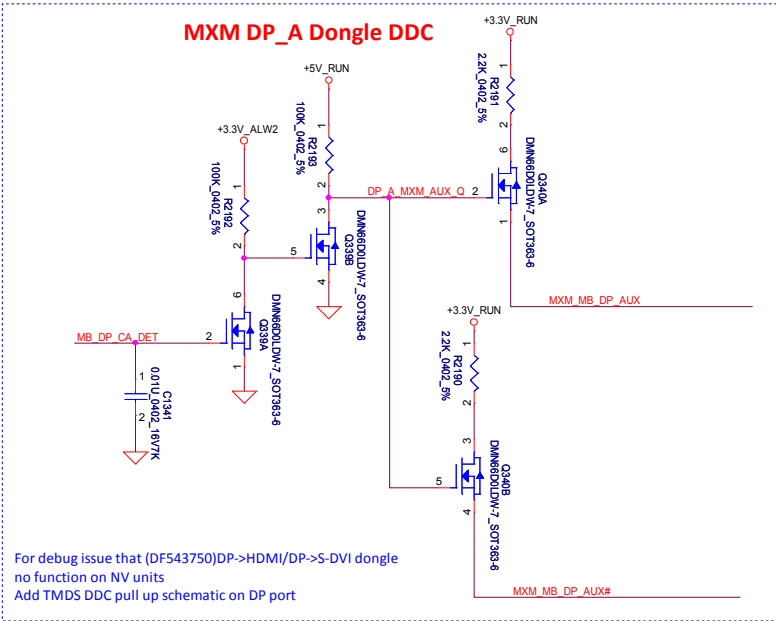 MXM DP_A Dongle DDC
+3.3V_RUN
1
2.2K_0402_5%
R2191
2
+5V_RUN
1
100K_0402_5%
R2193
2
+3.3V_ALW2
1
100K_0402_5%
R2192
2
6
DMN66D0LDW-7_SOT363-6
Q340A
DP_A_MXM_AUX_Q
2
1
3
DMN66D0LDW-7_SOT363-6
Q339B
5
4
MXM_MB_DP_AUX
6
DMN66D0LDW-7_SOT363-6
Q339A
MB_DP_CA_DET
2
1
+3.3V_RUN
1
2.2K_0402_5%
R2190
2
1
0.01U_0402_16V7K
C1341
2
3
DMN66D0LDW-7_SOT363-6
Q340B
5
4
MXM_MB_DP_AUX#
For debug issue that (DF543750)DP->HDMI/DP->S-DVI dongle
no function on NV units
Add TMDS DDC pull up schematic on DP port